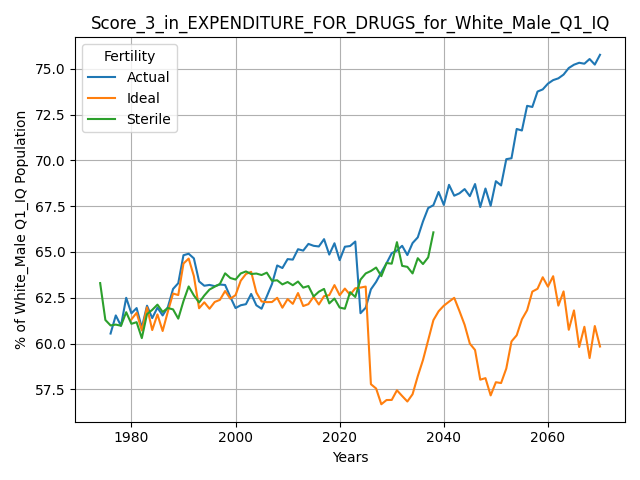 Score_3_in_EXPENDITURE_FOR_DRUGS_for_White_Male_Q1_IQ
Fertility
Actual
Ideal
Sterile
% of White_Male Q1_IQ Population
75.0
72.5
70.0
67.5
65.0
62.5
60.0
57.5
1980
2000
2020
2040
2060
Years